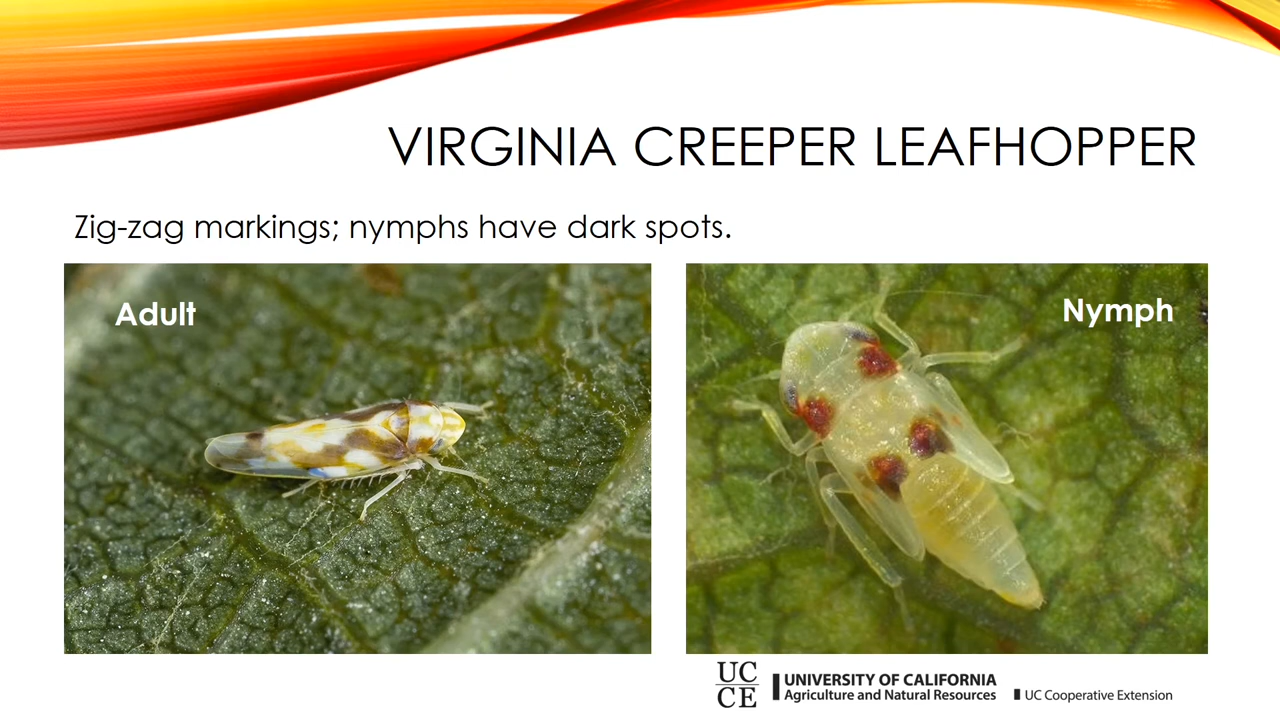 VIRGINIA CREEPER LEAFHOPPER
Zig-zag markings; nymphs have dark spots.
Adult
Nymph
UC
CE
UNIVERSITY OF CALIFORNIA
Agriculture and Natural Resources
UC Cooperative Extension